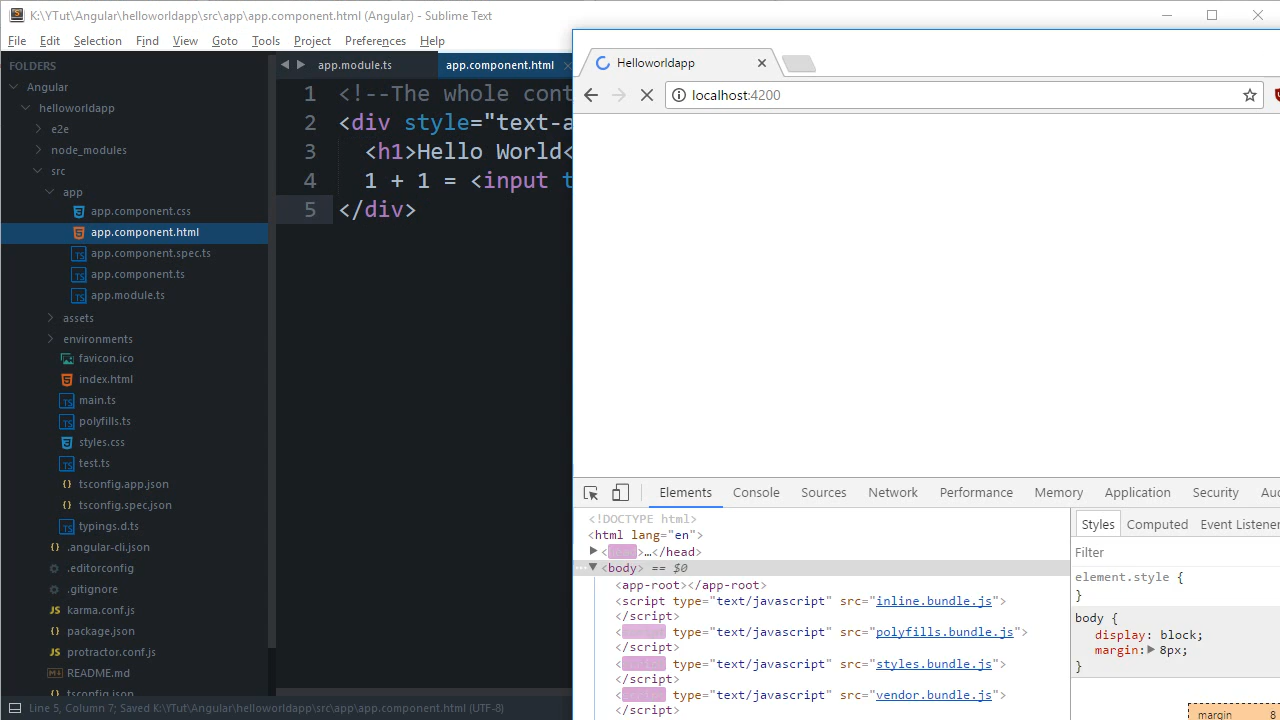 K:\YTut\Angular\helloworldapp\src\app\app.component.html (Angular) - Sublime Text
File Edit Selection Find View Goto Tools Project Preferences Help
FOLDERS
Angular
helloworldapp
e2e
node_modules
src
app
app.component.css
app.component.html
app.component.spec.ts
app.component.ts
app.module.ts
assets
environments
favicon.ico
index.html
main.ts
polyfills.ts
styles.css
test.ts
tsconfig.app.json
tsconfig.spec.json
typings.d.ts
.angular-cli.json
.editorconfig
.gitignore
karma.conf.js
package.json
protractor.conf.js
README.md
tsconfig.json
app.module.ts app.component.html
1 <!--The whole cont
2 <div style="text-a
3 <h1>Hello World<
4 1 + 1 = <input t
5 </div>
Line 5, Column 7; Saved K:\YTut\Angular\helloworldapp\src\app\app.component.html (UTF-8)
Helloworldapp
localhost:4200
Elements Console Sources Network Performance Memory Application Security Au
<!DOCTYPE html>
<html lang="en">
<>…</head>
<body> == $0
<app-root></app-root>
<script type="text/javascript" src="inline.bundle.js">
</script>
< type="text/javascript" src="polyfills.bundle.js">
</script>
< type="text/javascript" src="styles.bundle.js">
</script>
< type="text/javascript" src="vendor.bundle.js">
</script>
Styles Computed Event Listener
Filter
element.style {
}
body {
display: block;
margin: 8px;
}
margin 8